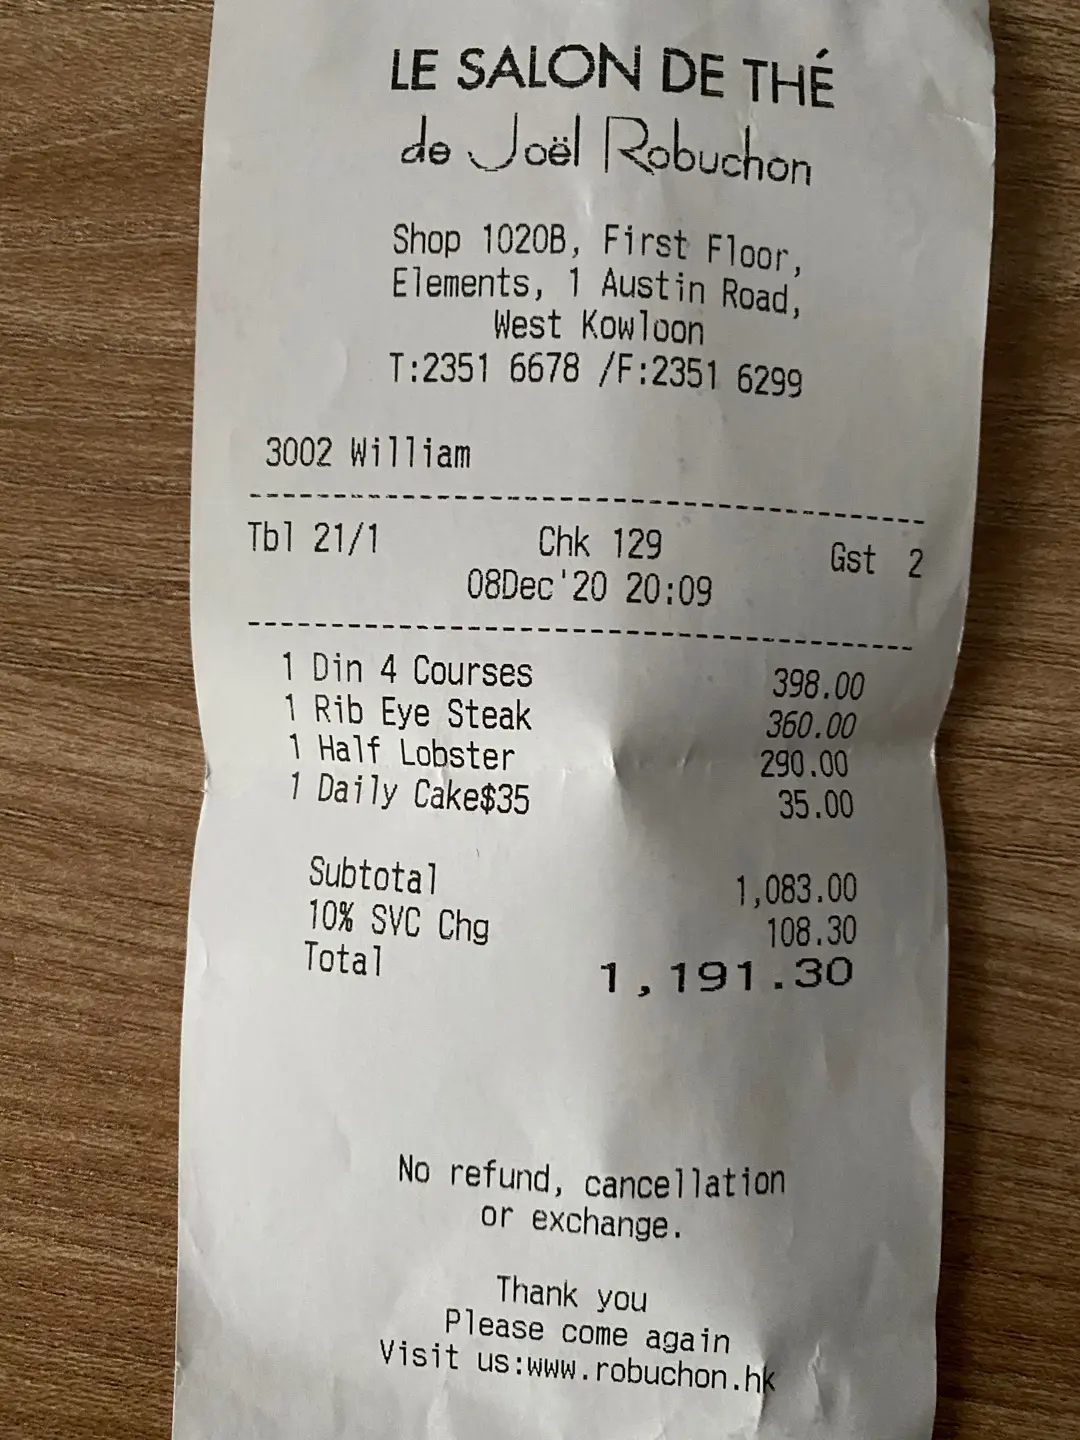 LE SALON DE THÉ
de Joël Robuchon
Shop 1020B, First Floor,
Elements, 1 Austin Road,
West Kowloon
T:2351 6678 /F:2351 6299
3002 William
Tbl 21/1 Chk 129 Gst 2
08Dec'20 20:09
1 Din 4 Courses 398.00
1 Rib Eye Steak 360.00
1 Half Lobster 290.00
1 Daily Cake$35 35.00
Subtotal 1,083.00
10% SVC Chg 108.30
Total 1,191.30
No refund, cancellation
or exchange.
Thank you
Please come again
Visit us:www.robuchon.hk